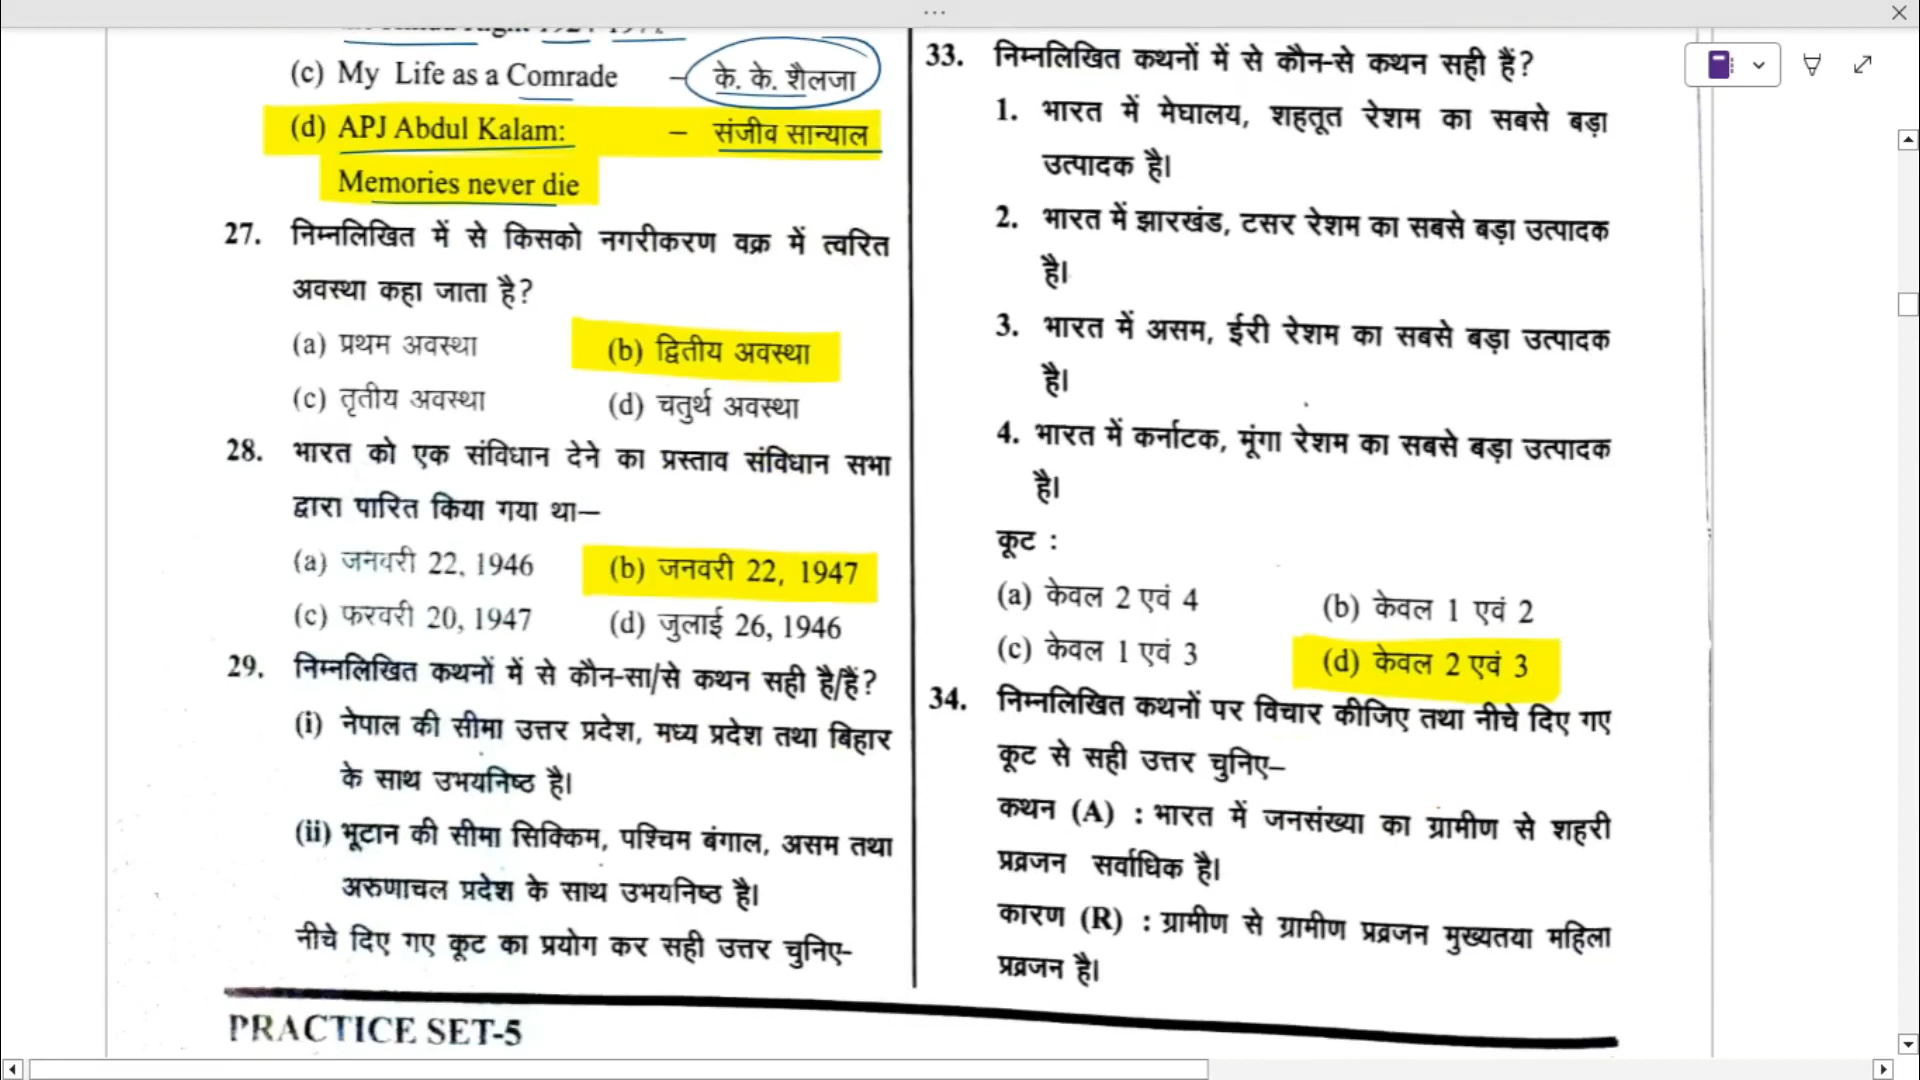 (c) My Life as a Comrade – के. के. शैलजा
(d) APJ Abdul Kalam: – संजीव सान्याल
Memories never die
27. निम्नलिखित में से किसको नगरीकरण वक्र में त्वरित
अवस्था कहा जाता है?
(a) प्रथम अवस्था (b) द्वितीय अवस्था
(c) तृतीय अवस्था (d) चतुर्थ अवस्था
28. भारत को एक संविधान देने का प्रस्ताव संविधान सभा
द्वारा पारित किया गया था–
(a) जनवरी 22, 1946 (b) जनवरी 22, 1947
(c) फरवरी 20, 1947 (d) जुलाई 26, 1946
29. निम्नलिखित कथनों में से कौन-सा/से कथन सही है/हैं?
(i) नेपाल की सीमा उत्तर प्रदेश, मध्य प्रदेश तथा बिहार
के साथ उभयनिष्ठ है।
(ii) भूटान की सीमा सिक्किम, पश्चिम बंगाल, असम तथा
अरुणाचल प्रदेश के साथ उभयनिष्ठ है।
नीचे दिए गए कूट का प्रयोग कर सही उत्तर चुनिए-
33. निम्नलिखित कथनों में से कौन-से कथन सही हैं?
1. भारत में मेघालय, शहतूत रेशम का सबसे बड़ा
उत्पादक है।
2. भारत में झारखंड, टसर रेशम का सबसे बड़ा उत्पादक
है।
3. भारत में असम, ईरी रेशम का सबसे बड़ा उत्पादक
है।
4. भारत में कर्नाटक, मूंगा रेशम का सबसे बड़ा उत्पादक
है।
कूट :
(a) केवल 2 एवं 4 (b) केवल 1 एवं 2
(c) केवल 1 एवं 3 (d) केवल 2 एवं 3
34. निम्नलिखित कथनों पर विचार कीजिए तथा नीचे दिए गए
कूट से सही उत्तर चुनिए–
कथन (A) : भारत में जनसंख्या का ग्रामीण से शहरी
प्रव्रजन सर्वाधिक है।
कारण (R) : ग्रामीण से ग्रामीण प्रव्रजन मुख्यतया महिला
प्रव्रजन है।
PRACTICE SET-5